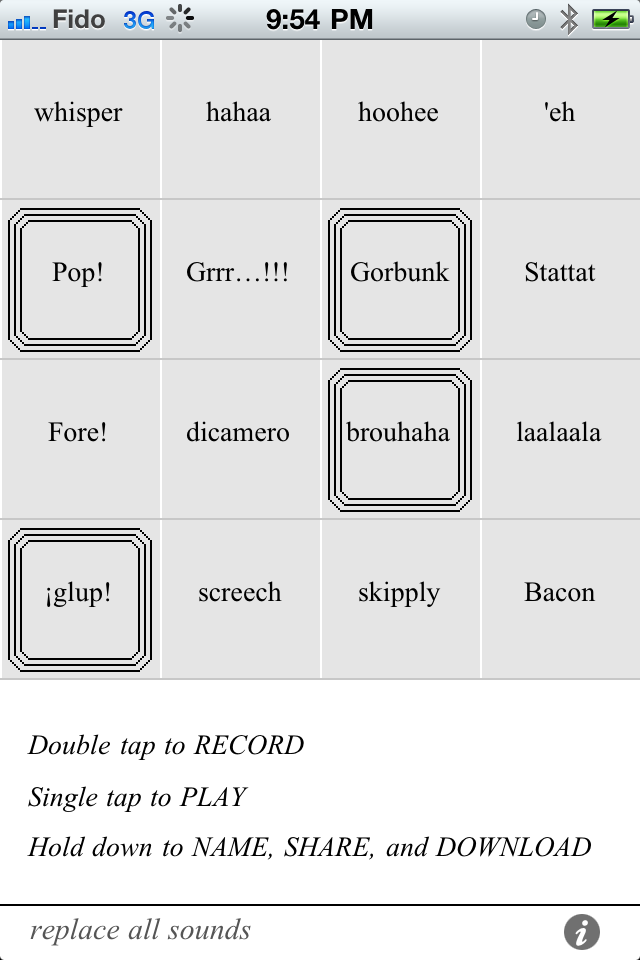 Fido 3G 9:54 PM
whisper hahaa hoohee 'eh
Pop! Grrr…!!! Gorbunk Stattat
Fore! dicamero brouhaha laalaala
¡glup! screech skipply Bacon
Double tap to RECORD
Single tap to PLAY
Hold down to NAME, SHARE, and DOWNLOAD
replace all sounds i